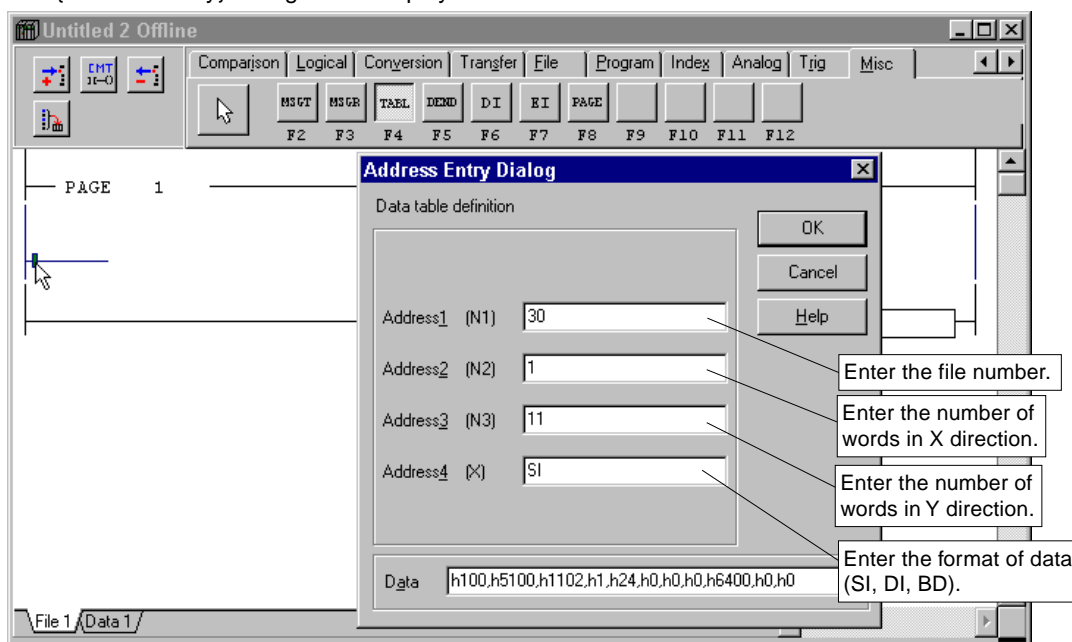 Untitled 2 Offline
CMT
Comparison Logical Conversion Transfer File Program Index Analog Trig Misc
MSGT MSGR TABL DEND DI EI PAGE
F2 F3 F4 F5 F6 F7 F8 F9 F10 F11 F12
PAGE 1
Address Entry Dialog
Data table definition
OK
Cancel
Help
Address1 (N1) 30
Enter the file number.
Address2 (N2) 1
Enter the number of
words in X direction.
Address3 (N3) 11
Enter the number of
words in Y direction.
Address4 (X) SI
Enter the format of data
(SI, DI, BD).
Data h100,h5100,h1102,h1,h24,h0,h0,h0,h6400,h0,h0
File 1 Data 1